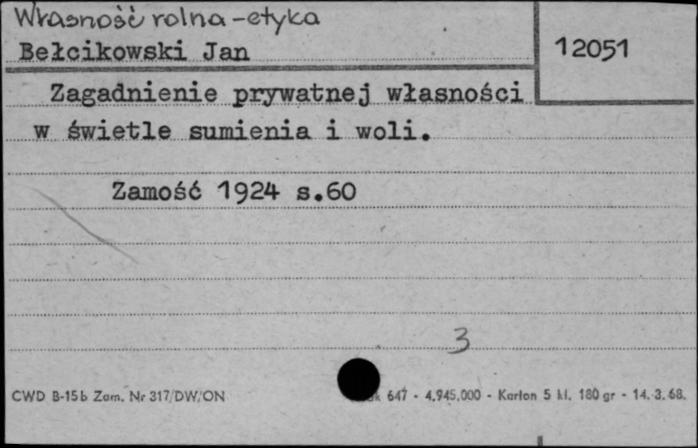 Własność rolna - etyka
Bełcikowski Jan
12051
Zagadnienie prywatnej własności
w świetle sumienia i woli.
Zamość 1924 s.60
3
CWD B-15b Zam. Nr 317/DW/ON
647 - 4.945.000 - Karton 5 kl. 180 gr - 14.3.68.